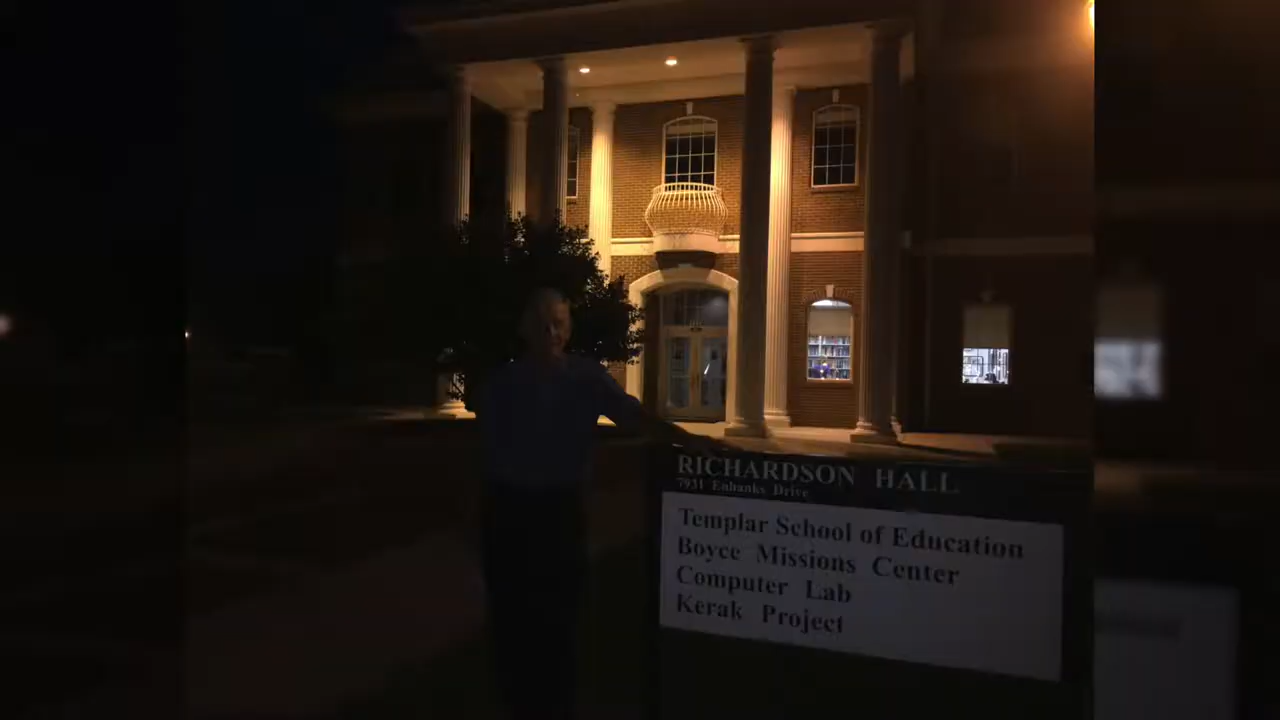 RICHARDSON HALL
7931 Eubanks Drive
Templar School of Education
Boyce Missions Center
Computer Lab
Kerak Project